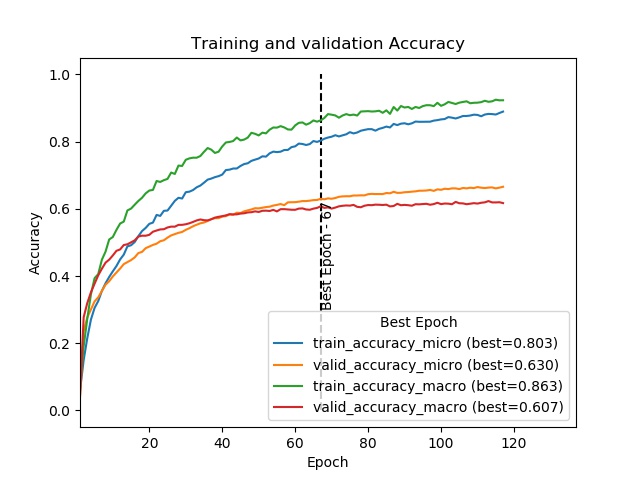 Training and validation Accuracy
1.0
0.8
0.6
0.4
0.2
0.0
Accuracy
Best Epoch - 67
Best Epoch
train_accuracy_micro (best=0.803)
valid_accuracy_micro (best=0.630)
train_accuracy_macro (best=0.863)
valid_accuracy_macro (best=0.607)
20 40 60 80 100 120
Epoch